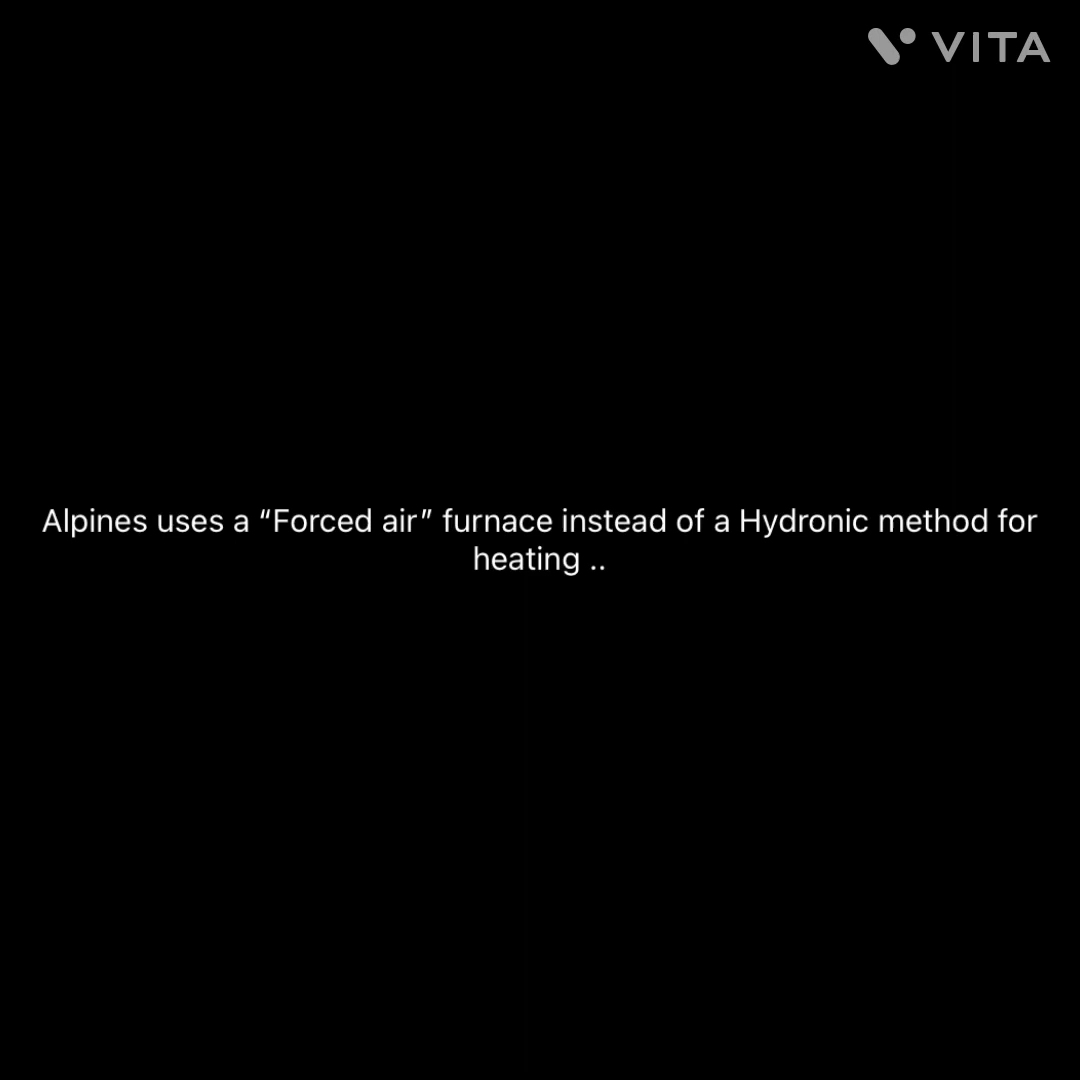 VITA
Alpines uses a “Forced air” furnace instead of a Hydronic method for
heating ..